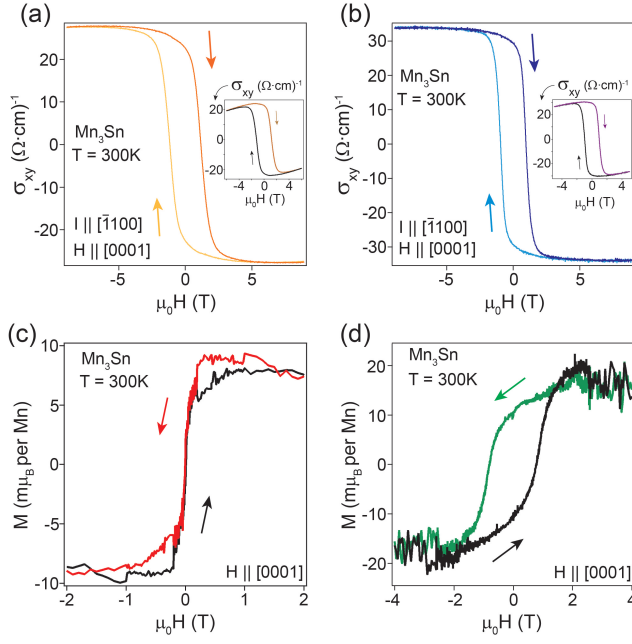 (a)
σxy (Ω·cm)-1
20
10
0
-10
-20
Mn3Sn
T = 300K
I || [1̄100]
H || [0001]
-5
0
5
μ0H (T)
σxy (Ω·cm)-1
20
0
-20
-4
0
4
μ0H (T)
(b)
σxy (Ω·cm)-1
30
20
10
0
-10
-20
-30
Mn3Sn
T = 300K
I || [1̄100]
H || [0001]
-5
0
5
μ0H (T)
σxy (Ω·cm)-1
20
0
-20
-4
0
4
μ0H (T)
(c)
M (mμB per Mn)
10
5
0
-5
-10
Mn3Sn
T = 300K
H || [0001]
-2
-1
0
1
2
μ0H (T)
(d)
M (mμB per Mn)
20
10
0
-10
-20
Mn3Sn
T = 300K
H || [0001]
-4
-2
0
2
4
μ0H (T)